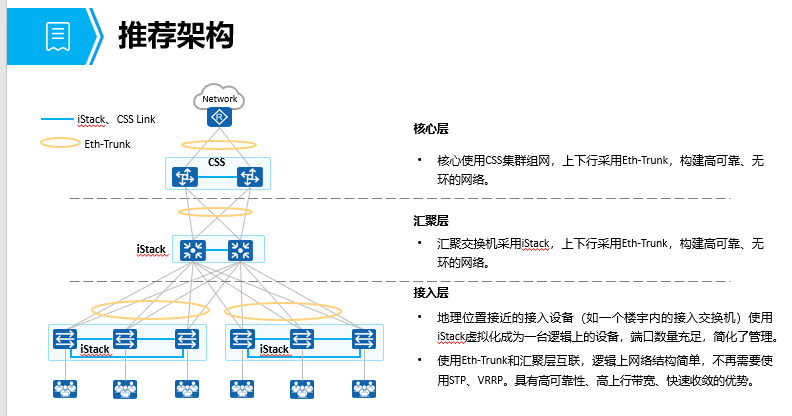 推荐架构
Network
R
iStack、CSS Link
Eth-Trunk
CSS
核心层
• 核心使用CSS集群组网，上下行采用Eth-Trunk，构建高可靠、无
环的网络。
汇聚层
iStack
• 汇聚交换机采用iStack，上下行采用Eth-Trunk，构建高可靠、无
环的网络。
接入层
• 地理位置接近的接入设备（如一个楼宇内的接入交换机）使用
iStack虚拟化成为一台逻辑上的设备，端口数量充足，简化了管理。
iStack
iStack
• 使用Eth-Trunk和汇聚层互联，逻辑上网络结构简单，不再需要使
用STP、VRRP。具有高可靠性、高上行带宽、快速收敛的优势。